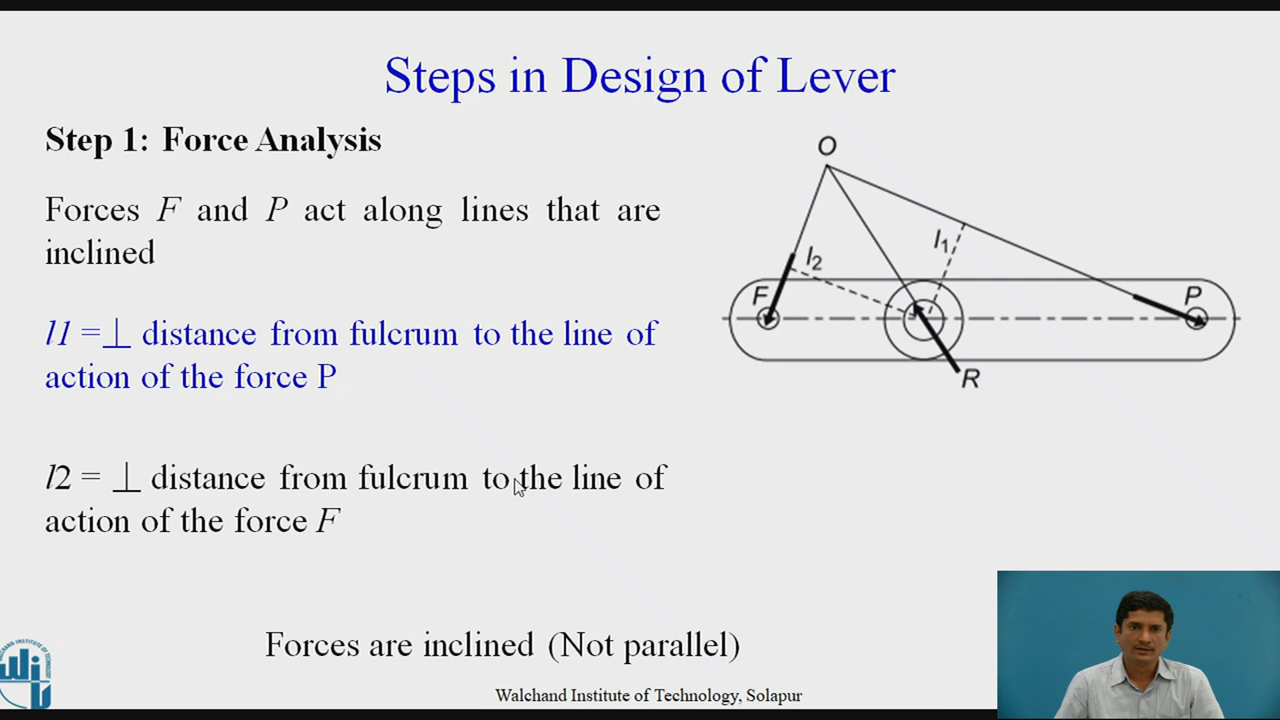 Steps in Design of Lever
Step 1: Force Analysis
Forces F and P act along lines that are
inclined
l1 =⊥ distance from fulcrum to the line of
action of the force P
l2 = ⊥ distance from fulcrum to the line of
action of the force F
O
l1
l2
F
P
R
Forces are inclined (Not parallel)
Walchand Institute of Technology, Solapur
WIT